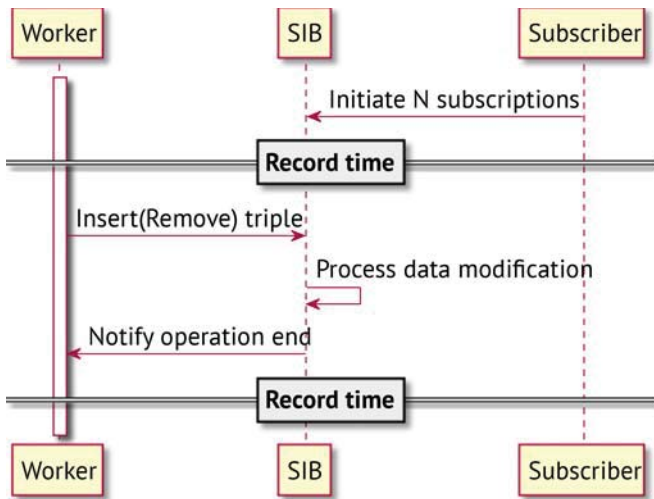 Worker SIB Subscriber
Initiate N subscriptions
Record time
Insert(Remove) triple
Process data modification
Notify operation end
Record time
Worker SIB Subscriber